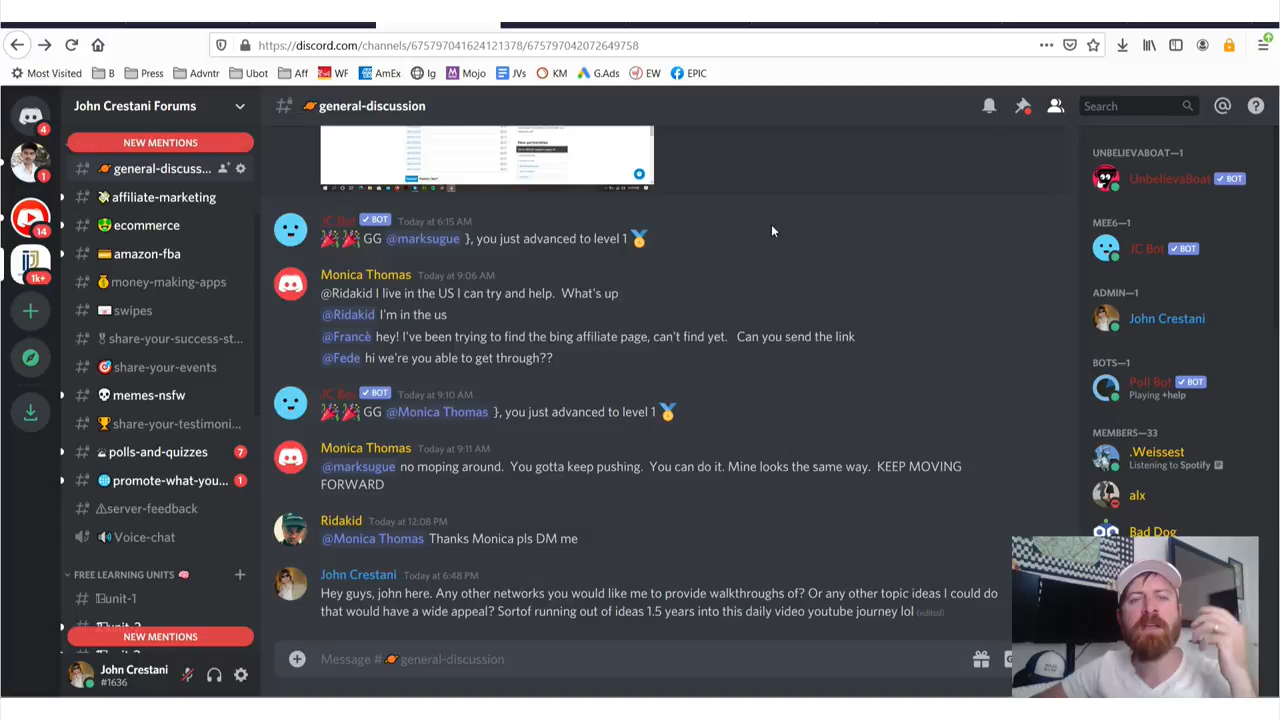 https://discord.com/channels/675797041624121378/675797042072649758
Most Visited
B
Press
Advntr
Ubot
Aff
WF
AmEx
Ig
Mojo
JVs
KM
G.Ads
EW
EPIC
John Crestani Forums
NEW MENTIONS
general-discuss...
affiliate-marketing
ecommerce
amazon-fba
money-making-apps
swipes
share-your-success-st...
share-your-events
memes-nsfw
share-your-testimoni...
polls-and-quizzes 7
promote-what-you... 1
server-feedback
Voice-chat
FREE LEARNING UNITS
unit-1
NEW MENTIONS
John Crestani
#1636
4
1
14
1k+
general-discussion
Search
JC Bot BOT Today at 6:15 AM
GG @marksugue }, you just advanced to level 1
Monica Thomas Today at 9:06 AM
@Ridakid I live in the US I can try and help. What's up
@Ridakid I'm in the us
@Francè hey! I've been trying to find the bing affiliate page, can't find yet. Can you send the link
@Fede hi we're you able to get through??
JC Bot BOT Today at 9:10 AM
GG @Monica Thomas }, you just advanced to level 1
Monica Thomas Today at 9:11 AM
@marksugue no moping around. You gotta keep pushing. You can do it. Mine looks the same way. KEEP MOVING
FORWARD
Ridakid Today at 12:08 PM
@Monica Thomas Thanks Monica pls DM me
John Crestani Today at 6:48 PM
Hey guys, john here. Any other networks you would like me to provide walkthroughs of? Or any other topic ideas I could do
that would have a wide appeal? Sortof running out of ideas 1.5 years into this daily video youtube journey lol (edited)
Message # general-discussion
UNBELIEVABOAT—1
UnbelievaBoat BOT
MEE6—1
JC Bot BOT
ADMIN—1
John Crestani
BOTS—1
Poll Bot BOT
Playing +help
MEMBERS—33
.Weissest
Listening to Spotify
alx
Bad Dog